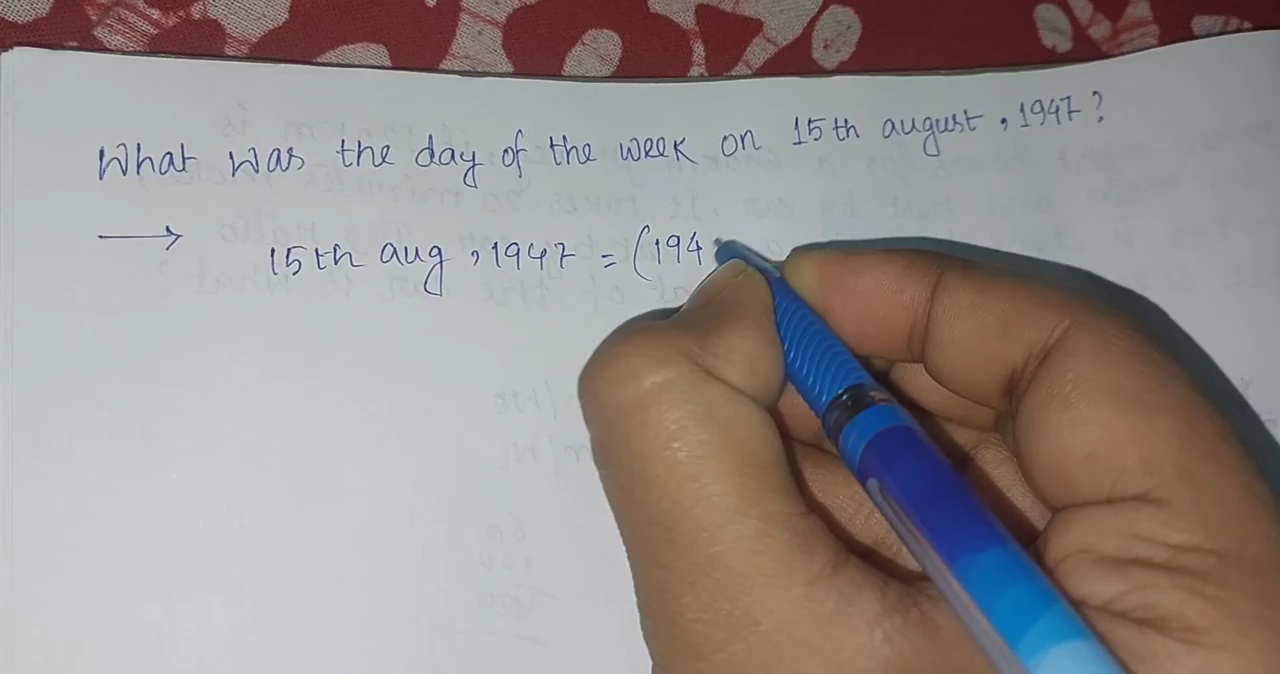 What was the day of the week on 15th august, 1947?
→ 15th aug, 1947 = (194